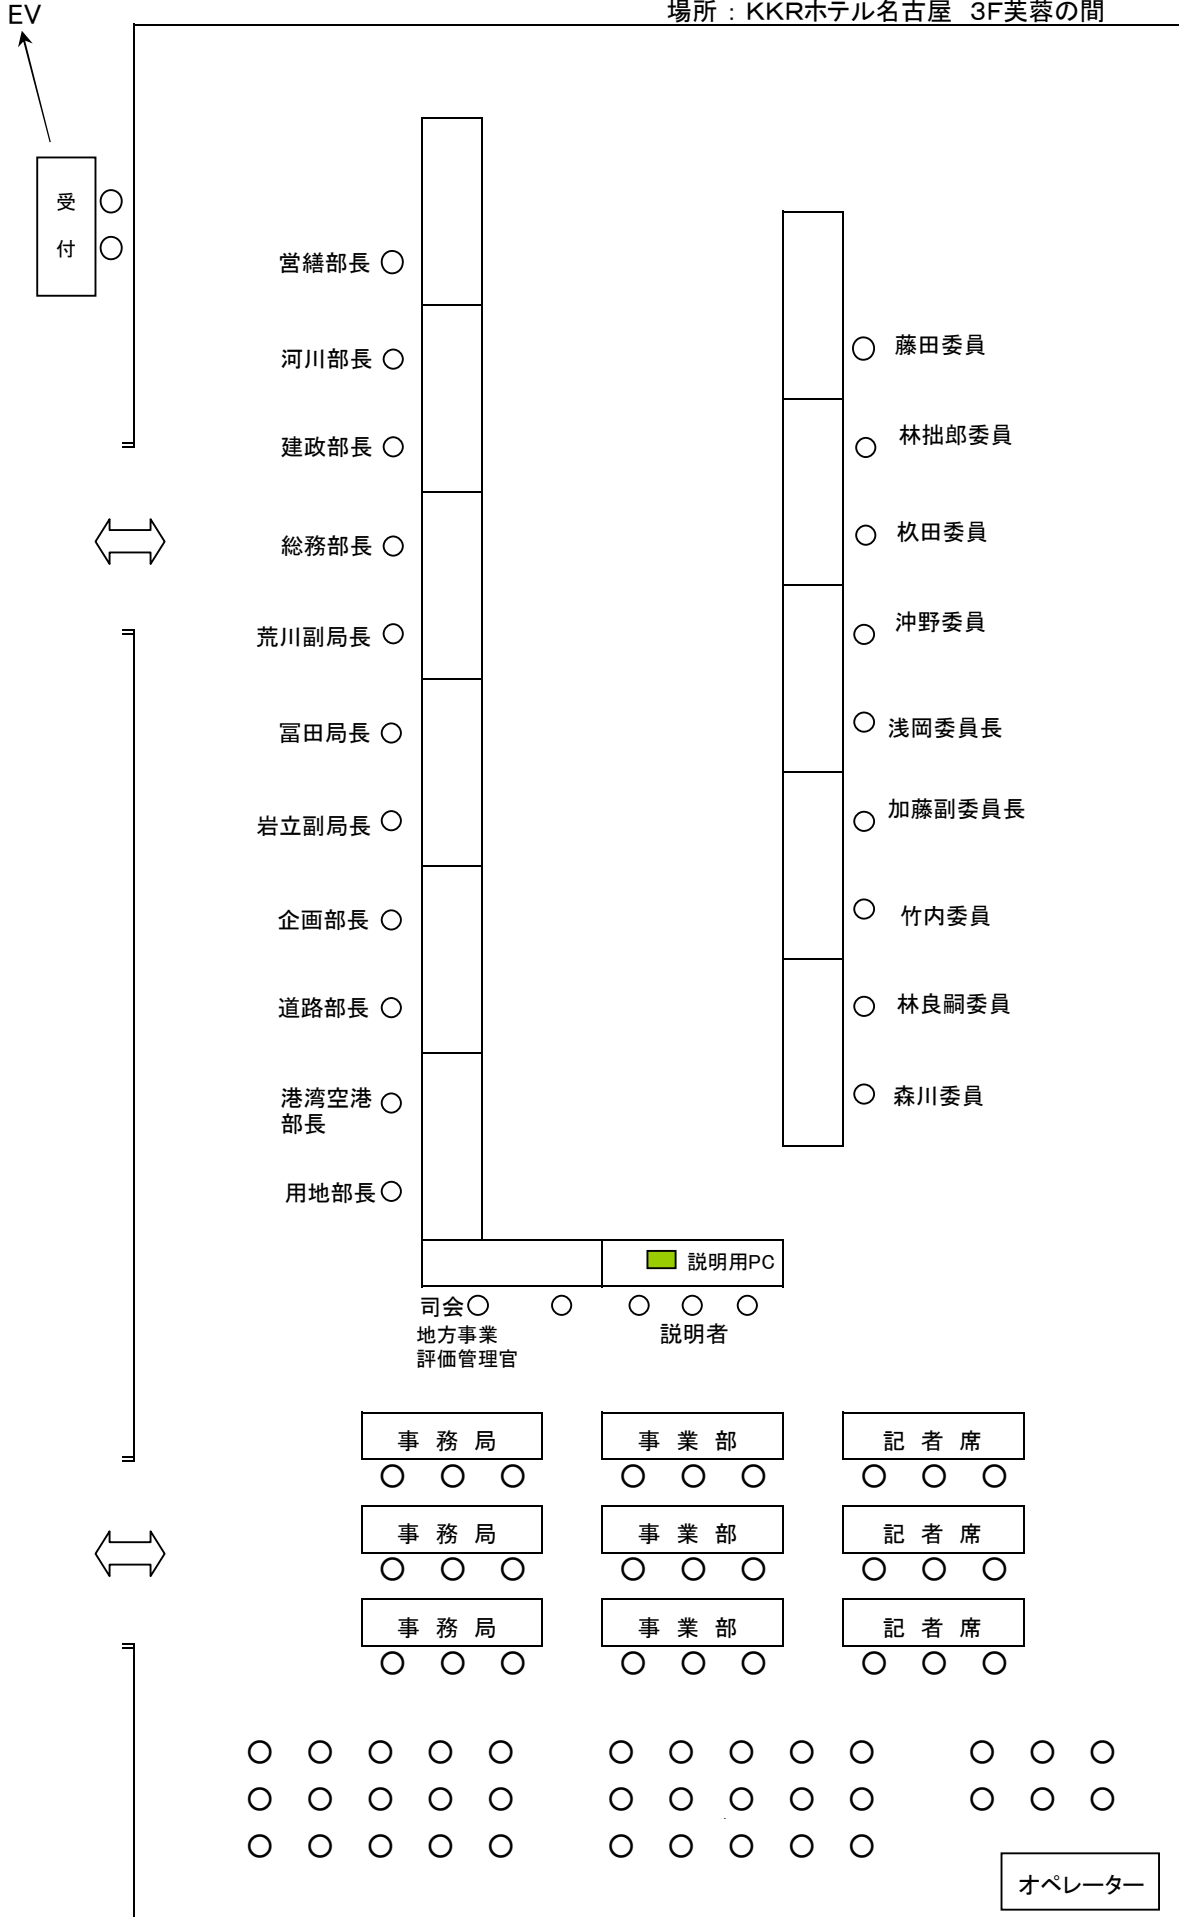 場所：KKRホテル名古屋 3F芙蓉の間
EV
受
付
営繕部長
河川部長
建政部長
総務部長
荒川副局長
冨田局長
岩立副局長
企画部長
道路部長
港湾空港
部長
用地部長
藤田委員
林拙郎委員
杁田委員
沖野委員
浅岡委員長
加藤副委員長
竹内委員
林良嗣委員
森川委員
説明用PC
司会
地方事業
評価管理官
説明者
事 務 局
事 業 部
記 者 席
事 務 局
事 業 部
記 者 席
事 務 局
事 業 部
記 者 席
オペレーター